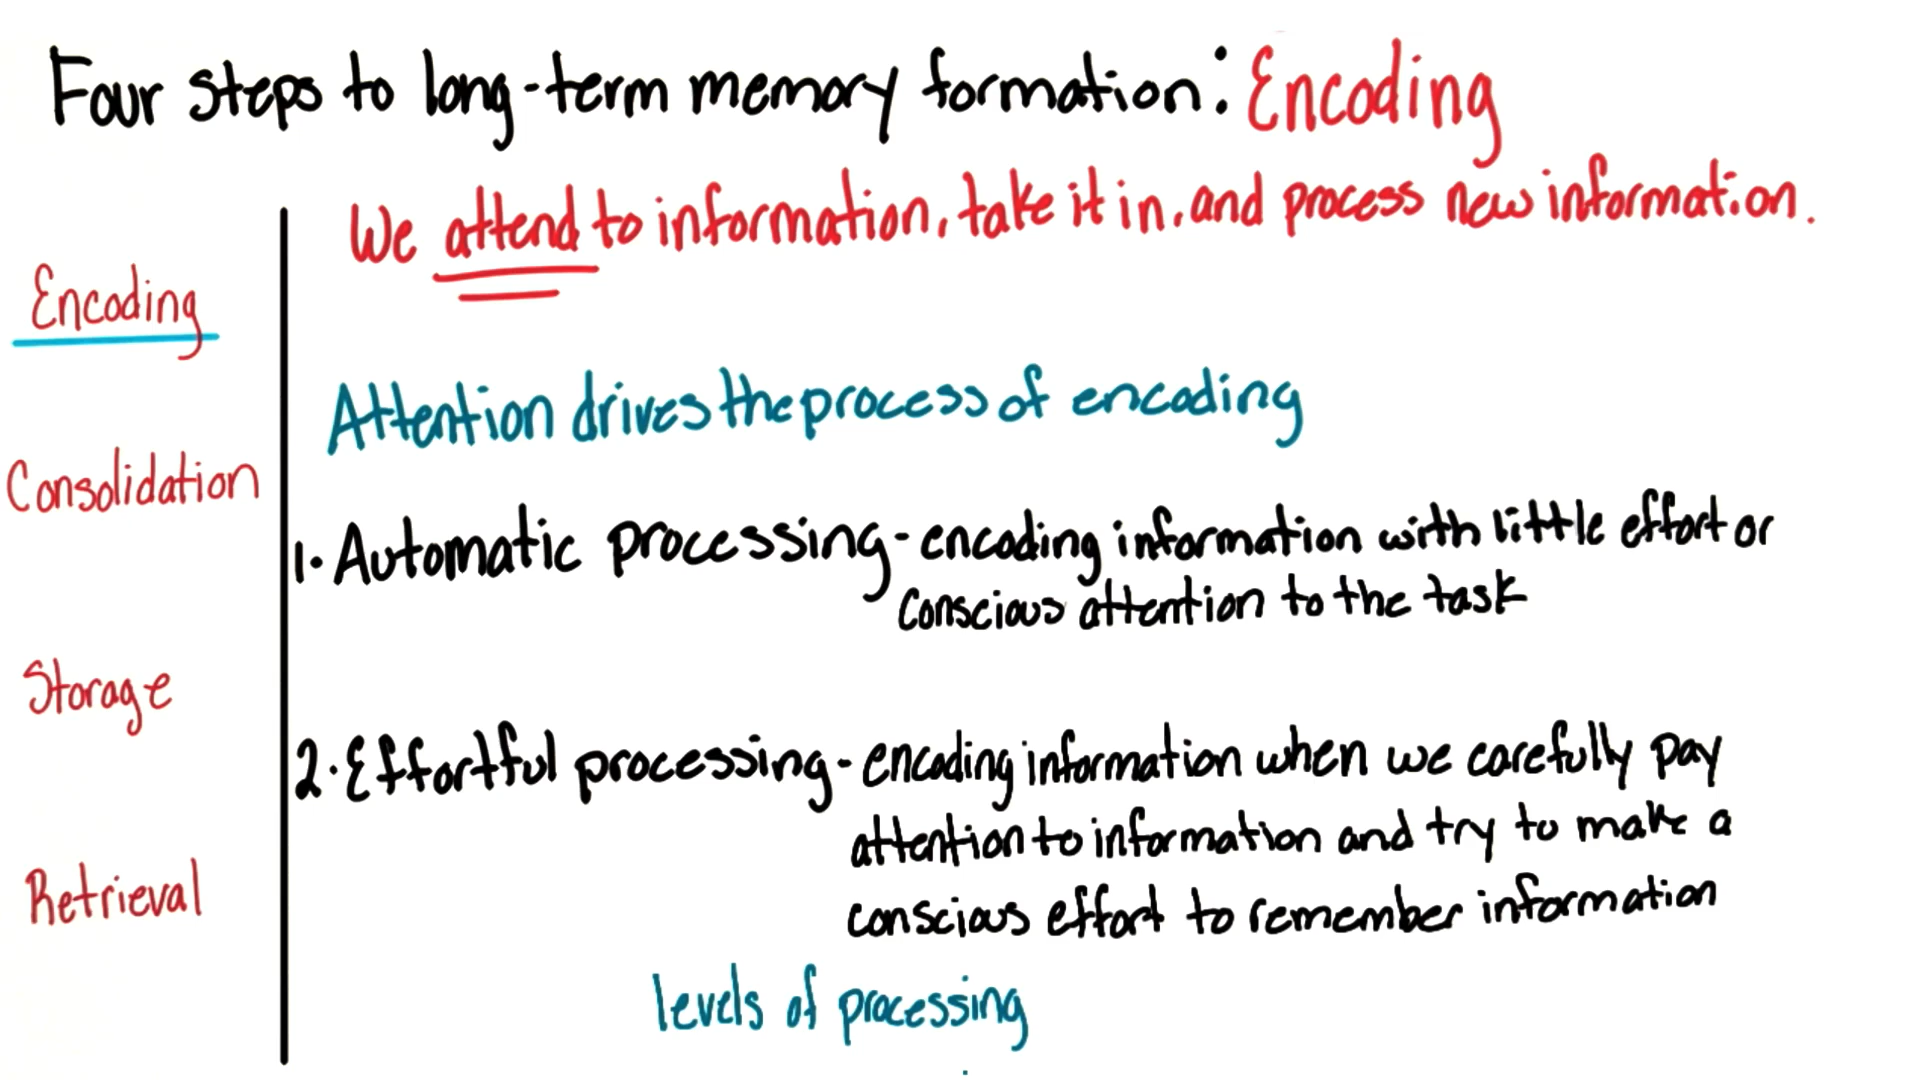 Four steps to long-term memory formation: Encoding
We attend to information, take it in, and process new information.
Encoding
Attention drives the process of encoding
Consolidation
1. Automatic processing - encoding information with little effort or
conscious attention to the task
Storage
2. Effortful processing - encoding information when we carefully pay
attention to information and try to make a
conscious effort to remember information
Retrieval
levels of processing